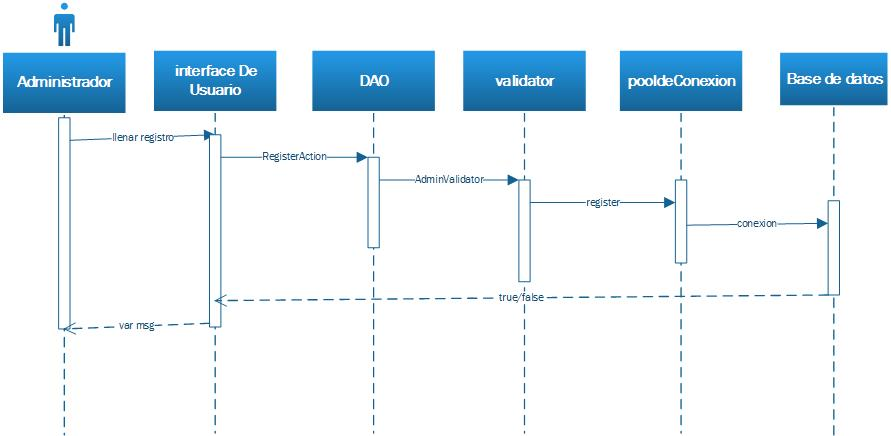 Administrador
interface De
Usuario
DAO
validator
pooldeConexion
Base de datos
llenar registro
RegisterAction
AdminValidator
register
conexion
true/false
var msg